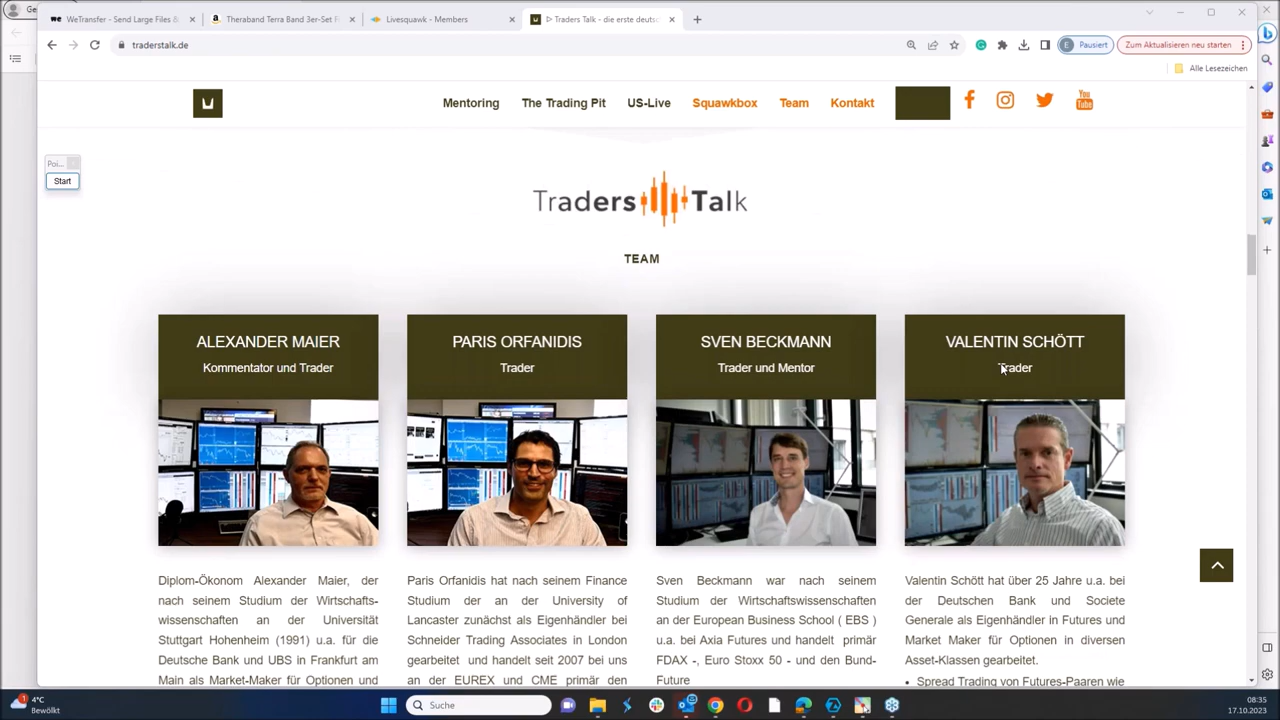 WeTransfer - Send Large Files &
Theraband Terra Band 3er-Set F
Livesquawk - Members
▷ Traders Talk - die erste deuts
traderstalk.de
E Pausiert
Zum Aktualisieren neu starten
Alle Lesezeichen
Mentoring The Trading Pit US-Live Squawkbox Team Kontakt
You
Tube
Poi...
Start
Traders Talk
TEAM
ALEXANDER MAIER
Kommentator und Trader
Diplom-Ökonom Alexander Maier, der
nach seinem Studium der Wirtschafts-
wissenschaften an der Universität
Stuttgart Hohenheim (1991) u.a. für die
Deutsche Bank und UBS in Frankfurt am
Main als Market-Maker für Optionen und
PARIS ORFANIDIS
Trader
Paris Orfanidis hat nach seinem Finance
Studium der an der University of
Lancaster zunächst als Eigenhändler bei
Schneider Trading Associates in London
gearbeitet und handelt seit 2007 bei uns
an der EUREX und CME primär den
SVEN BECKMANN
Trader und Mentor
Sven Beckmann war nach seinem
Studium der Wirtschaftswissenschaften
an der European Business School ( EBS )
u.a. bei Axia Futures und handelt primär
FDAX -, Euro Stoxx 50 - und den Bund-
Future
VALENTIN SCHÖTT
Trader
Valentin Schött hat über 25 Jahre u.a. bei
der Deutschen Bank und Societe
Generale als Eigenhändler in Futures und
Market Maker für Optionen in diversen
Asset-Klassen gearbeitet.
• Spread Trading von Futures-Paaren wie
1
4°C
Bewölkt
Suche
08:35
17.10.2023